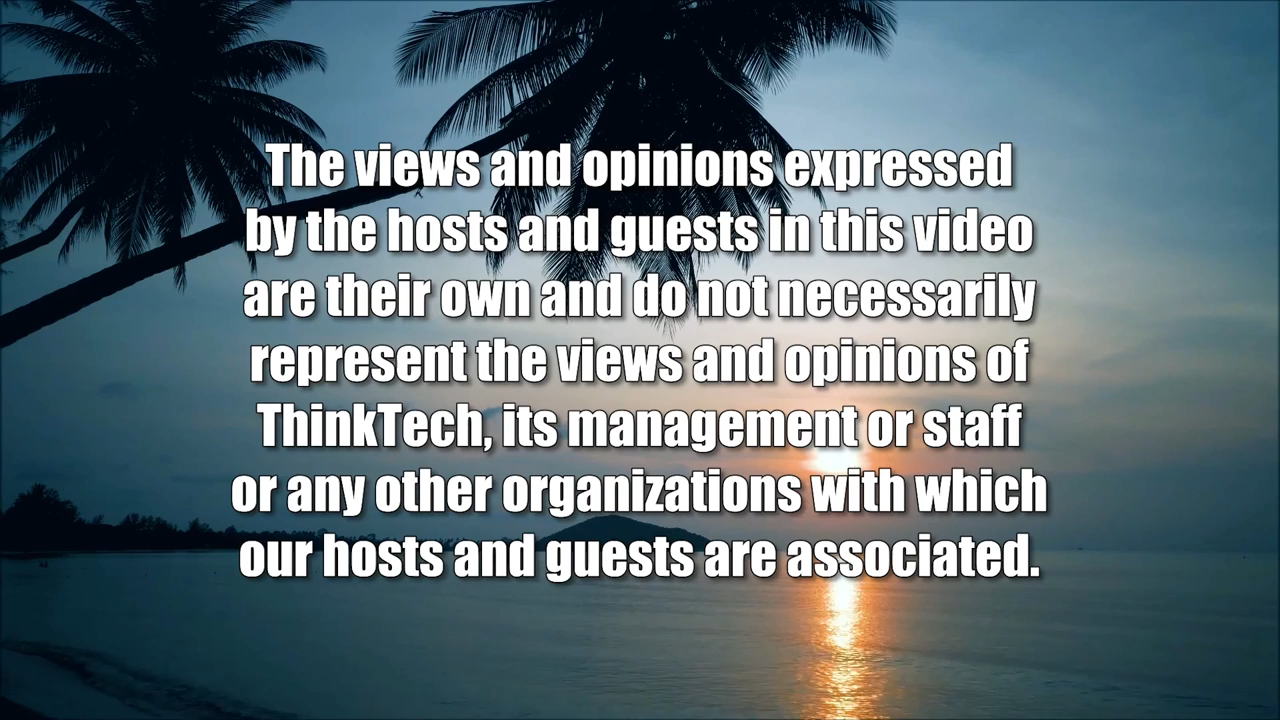 The views and opinions expressed
by the hosts and guests in this video
are their own and do not necessarily
represent the views and opinions of
ThinkTech, its management or staff
or any other organizations with which
our hosts and guests are associated.